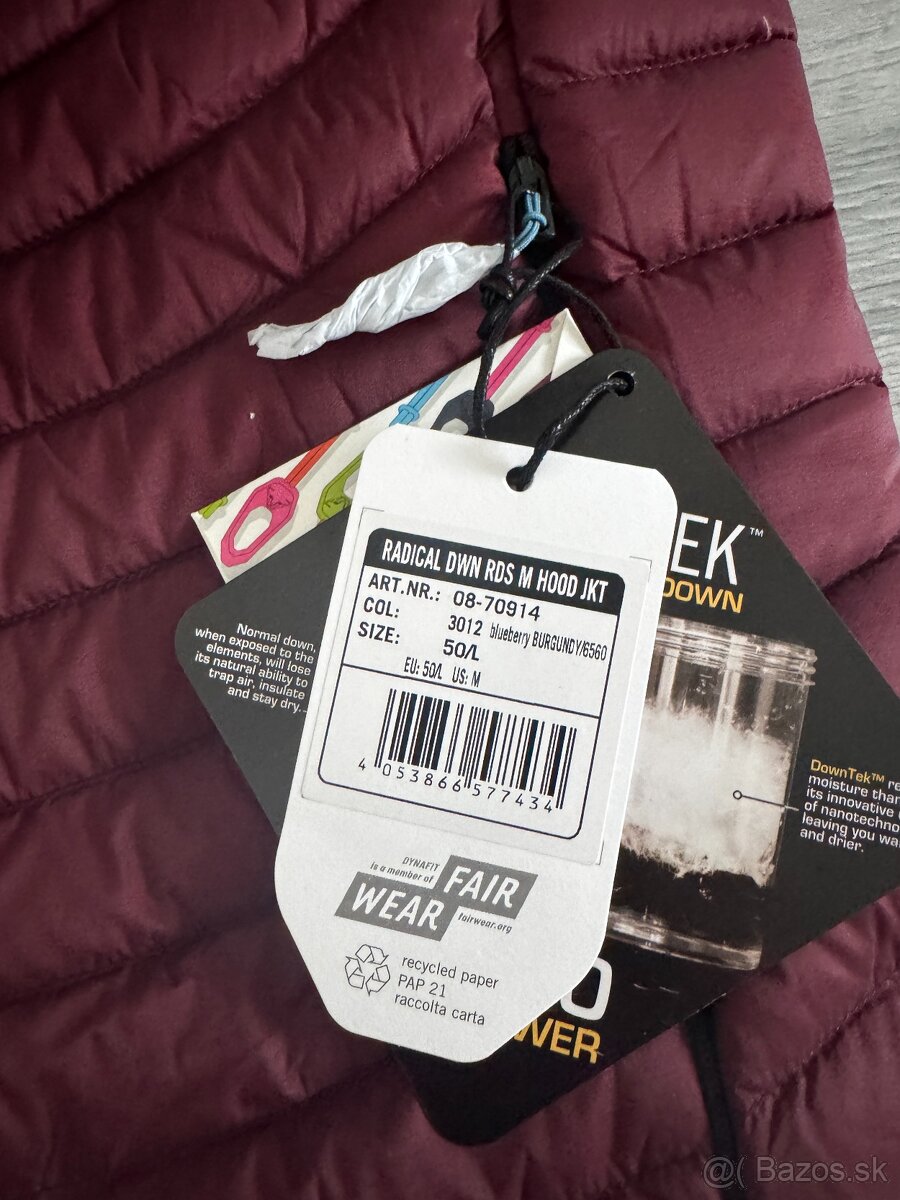 RADICAL DWN RDS M HOOD JKT
ART.NR.: 08-70914
COL: 3012 blueberry BURGUNDY/6560
SIZE: 50/L
EU: 50/L US: M
4 053866 577434
DYNAFIT
is a member of
FAIR
WEAR
fairwear.org
recycled paper
PAP 21
raccolta carta
Normal down,
when exposed to the
elements, will lose
its natural ability to
trap air, insulate
and stay dry.
EK™
DOWN
DownTek™ re
moisture than
its innovative
of nanotechno
leaving you wa
and drier.
0
WER
@( Bazos.sk